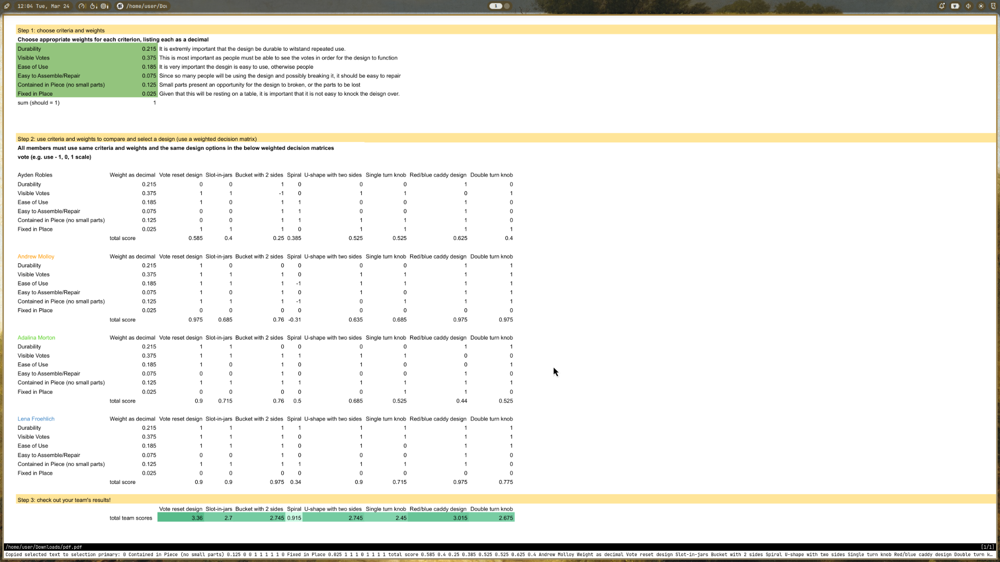 12:04 Tue, Mar 24 /home/user/Do 1
Step 1: choose criteria and weights
Choose appropriate weights for each criterion, listing each as a decimal
Durability 0.215 It is extremly important that the design be durable to witstand repeated use.
Visible Votes 0.375 This is most important as people must be able to see the votes in order for the design to function
Ease of Use 0.185 It is very important the desgin is easy to use, otherwise people
Easy to Assemble/Repair 0.075 Since so many people will be using the design and possibly breaking it, it should be easy to repair
Contained in Piece (no small parts) 0.125 Small parts present an opportunity for the design to broken, or the parts to be lost
Fixed in Place 0.025 Given that this will be resting on a table, it is important that it is not easy to knock the deisgn over.
sum (should = 1) 1
Step 2: use criteria and weights to compare and select a design (use a weighted decision matrix)
All members must use same criteria and weights and the same design options in the below weighted decision matrices
vote (e.g. use - 1, 0, 1 scale)
Ayden Robles Weight as decimal Vote reset design Slot-in-jars Bucket with 2 sides Spiral U-shape with two sides Single turn knob Red/blue caddy design Double turn knob
Durability 0.215 0 0 1 0 0 0 1 0
Visible Votes 0.375 1 1 -1 0 1 1 0 1
Ease of Use 0.185 1 0 1 1 0 0 1 0
Easy to Assemble/Repair 0.075 0 0 1 1 0 0 1 0
Contained in Piece (no small parts) 0.125 0 0 1 1 1 1 1 0
Fixed in Place 0.025 1 1 1 0 1 1 1 1
total score 0.585 0.4 0.25 0.385 0.525 0.525 0.625 0.4
Andrew Molloy Weight as decimal Vote reset design Slot-in-jars Bucket with 2 sides Spiral U-shape with two sides Single turn knob Red/blue caddy design Double turn knob
Durability 0.215 1 0 0 0 0 0 1 1
Visible Votes 0.375 1 1 1 0 1 1 1 1
Ease of Use 0.185 1 1 1 -1 1 1 1 1
Easy to Assemble/Repair 0.075 1 0 1 0 1 0 1 1
Contained in Piece (no small parts) 0.125 1 1 1 -1 0 1 1 1
Fixed in Place 0.025 0 0 0 0 0 0 0 0
total score 0.975 0.685 0.76 -0.31 0.635 0.685 0.975 0.975
Adalina Morton Weight as decimal Vote reset design Slot-in-jars Bucket with 2 sides Spiral U-shape with two sides Single turn knob Red/blue caddy design Double turn knob
Durability 0.215 1 1 0 0 0 0 1 1
Visible Votes 0.375 1 1 1 1 1 1 0 0
Ease of Use 0.185 1 0 1 0 1 0 0 1
Easy to Assemble/Repair 0.075 0 0 1 0 0 0 1 0
Contained in Piece (no small parts) 0.125 1 1 1 1 1 1 1 1
Fixed in Place 0.025 0 0 0 0 0 1 1 0
total score 0.9 0.715 0.76 0.5 0.685 0.525 0.44 0.525
Lena Froehlich Weight as decimal Vote reset design Slot-in-jars Bucket with 2 sides Spiral U-shape with two sides Single turn knob Red/blue caddy design Double turn knob
Durability 0.215 1 1 1 1 1 1 1 1
Visible Votes 0.375 1 1 1 0 1 1 1 1
Ease of Use 0.185 1 1 1 0 1 0 1 1
Easy to Assemble/Repair 0.075 0 0 1 0 0 0 1 0
Contained in Piece (no small parts) 0.125 1 1 1 1 1 1 1 0
Fixed in Place 0.025 0 0 0 0 0 0 0 0
total score 0.9 0.9 0.975 0.34 0.9 0.715 0.975 0.775
Step 3: check out your team's results!
Vote reset design Slot-in-jars Bucket with 2 sides Spiral U-shape with two sides Single turn knob Red/blue caddy design Double turn knob
total team scores 3.36 2.7 2.745 0.915 2.745 2.45 3.015 2.675
/home/user/Downloads/pdf.pdf [1/1]
Copied selected text to selection primary: 0 Contained in Piece (no small parts) 0.125 0 0 1 1 1 1 1 0 Fixed in Place 0.025 1 1 1 0 1 1 1 1 total score 0.585 0.4 0.25 0.385 0.525 0.525 0.625 0.4 Andrew Molloy Weight as decimal Vote reset design Slot-in-jars Bucket with 2 sides Spiral U-shape with two sides Single turn knob Red/blue caddy design Double turn k…